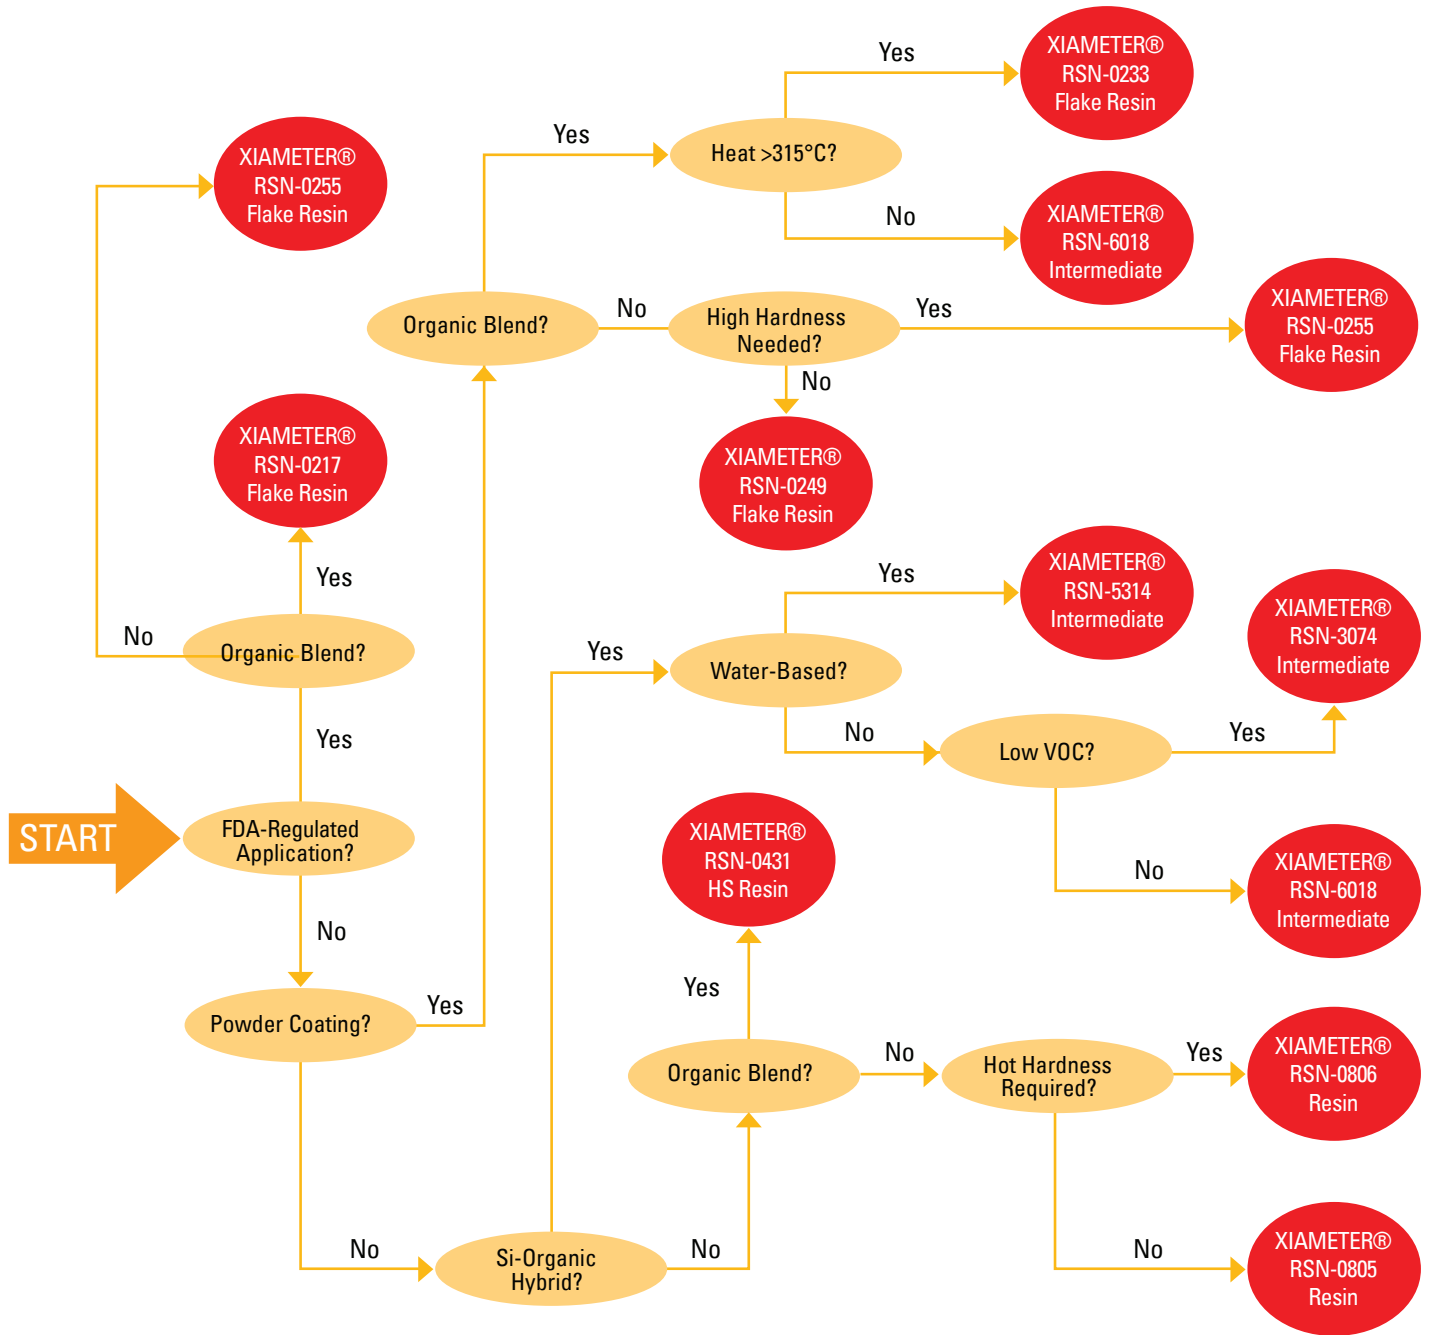 Yes
XIAMETER®
RSN-0233
Flake Resin
XIAMETER®
RSN-0255
Flake Resin
Yes
Heat >315°C?
No
XIAMETER®
RSN-6018
Intermediate
Organic Blend?
No
High Hardness
Needed?
Yes
XIAMETER®
RSN-0255
Flake Resin
No
XIAMETER®
RSN-0217
Flake Resin
XIAMETER®
RSN-0249
Flake Resin
Yes
No
Organic Blend?
Yes
XIAMETER®
RSN-5314
Intermediate
XIAMETER®
RSN-3074
Intermediate
Yes
Water-Based?
Yes
No
Low VOC?
Yes
START
FDA-Regulated
Application?
XIAMETER®
RSN-0431
HS Resin
No
XIAMETER®
RSN-6018
Intermediate
No
Powder Coating?
Yes
Yes
Organic Blend?
No
Hot Hardness
Required?
Yes
XIAMETER®
RSN-0806
Resin
No
Si-Organic
Hybrid?
No
No
XIAMETER®
RSN-0805
Resin